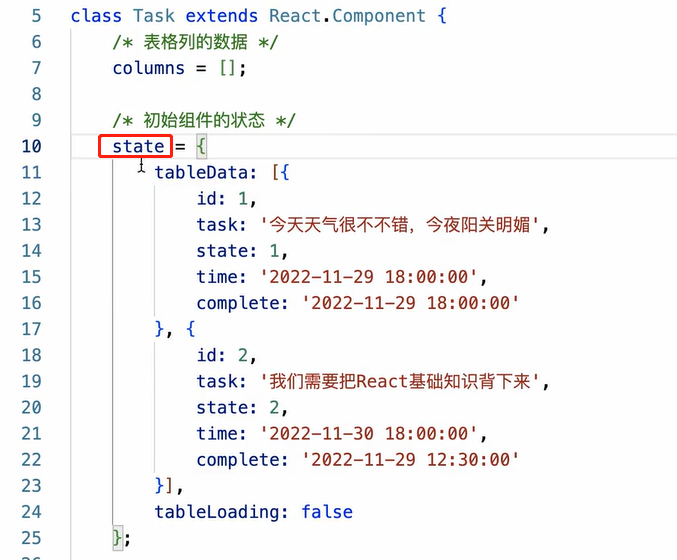 5 class Task extends React.Component {
6 /* 表格列的数据 */
7 columns = [];
8
9 /* 初始组件的状态 */
10 state = {
11 tableData: [{
12 id: 1,
13 task: '今天天气很不不错，今夜阳关明媚',
14 state: 1,
15 time: '2022-11-29 18:00:00',
16 complete: '2022-11-29 18:00:00'
17 }, {
18 id: 2,
19 task: '我们需要把React基础知识背下来',
20 state: 2,
21 time: '2022-11-30 18:00:00',
22 complete: '2022-11-29 12:30:00'
23 }],
24 tableLoading: false
25 };